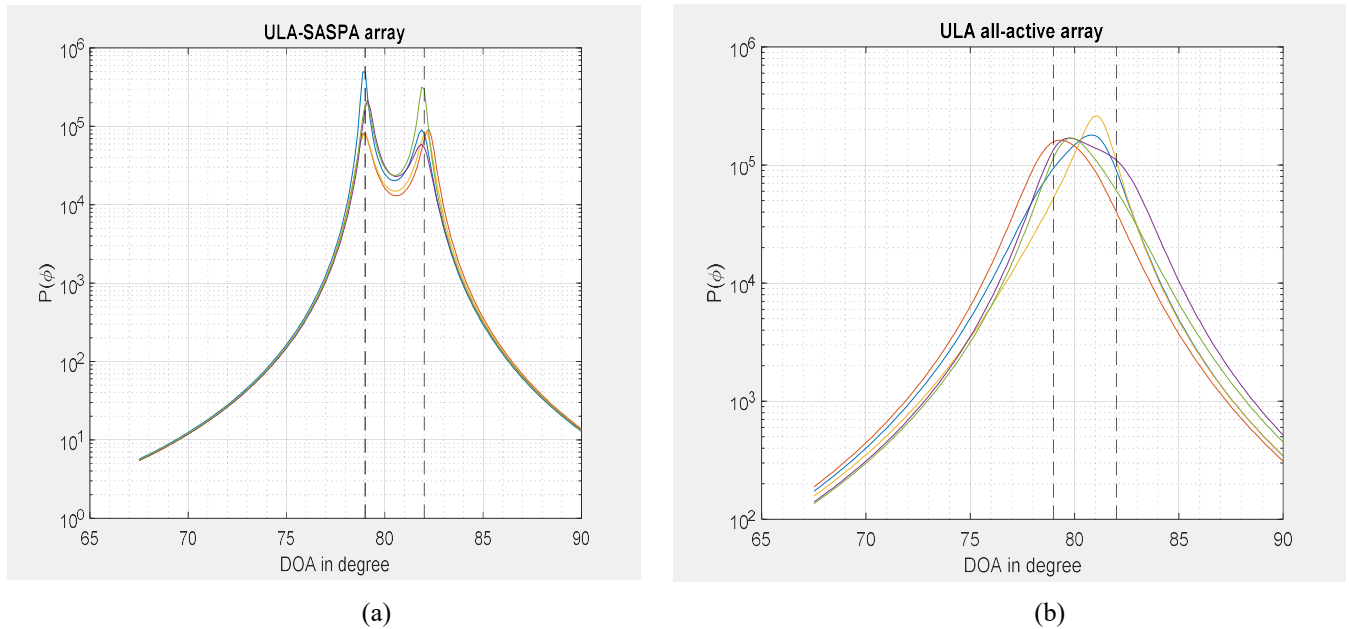 ULA-SASPA array
10^6
10^5
10^4
10^3
10^2
10^1
10^0
P(ϕ)
65 70 75 80 85 90
DOA in degree
(a)
ULA all-active array
10^6
10^5
10^4
10^3
10^2
P(ϕ)
65 70 75 80 85 90
DOA in degree
(b)